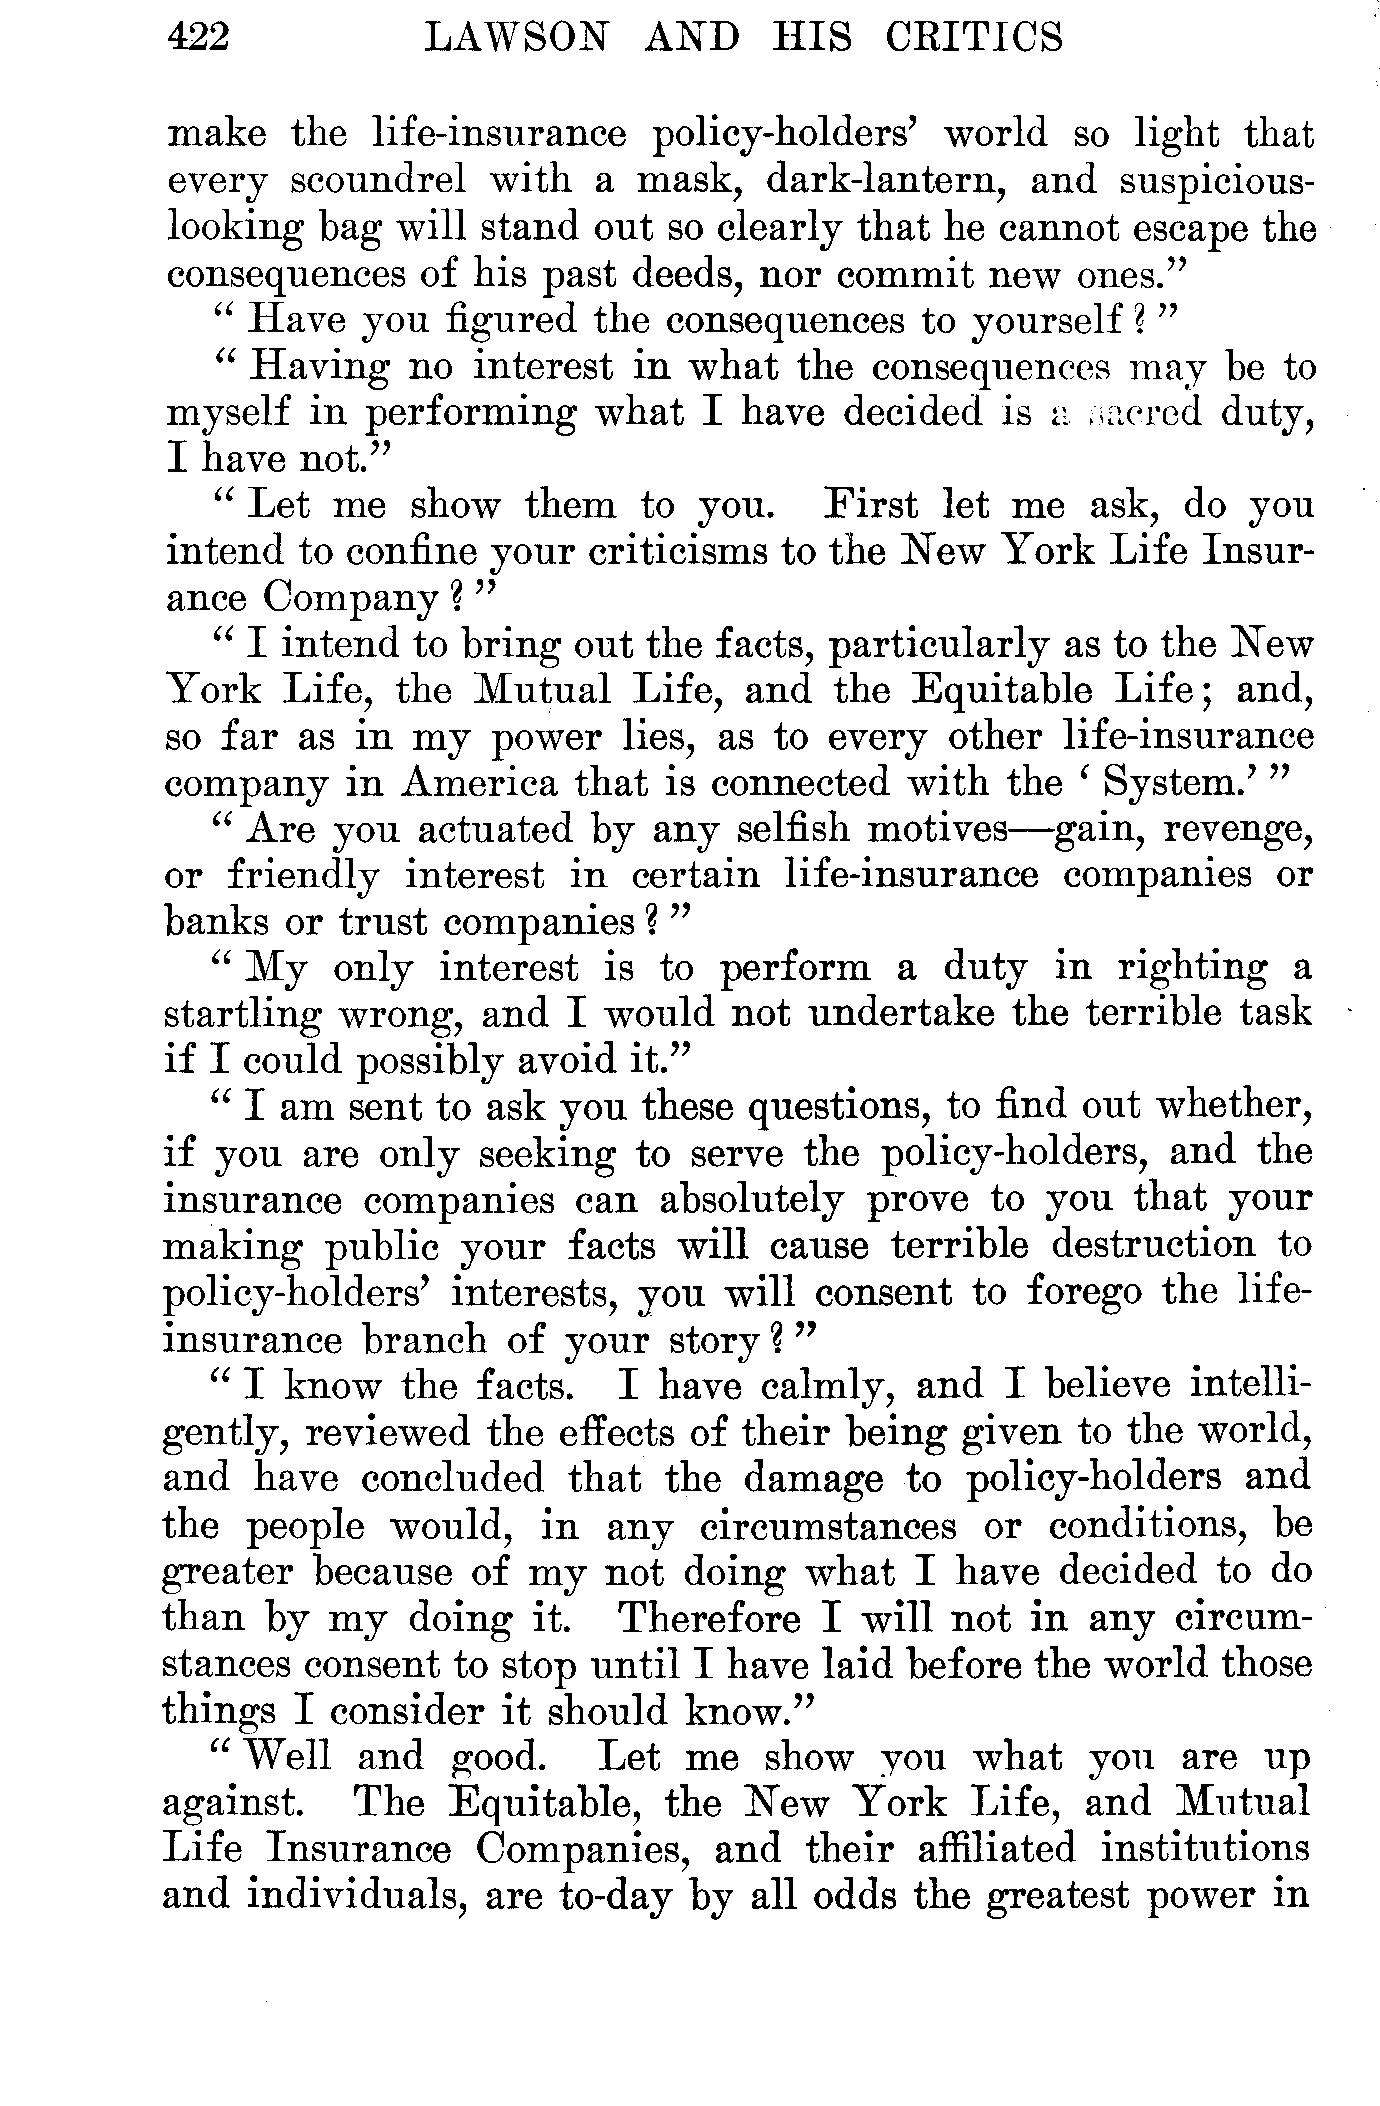 422 LAWSON AND HIS CRITICS
make the life-insurance policy-holders’ world so light that
every scoundrel with a mask, dark-lantern, and suspicious-
looking bag will stand out so clearly that he cannot escape the
consequences of his past deeds, nor commit new ones.”
“ Have you figured the consequences to yourself ? ”
“ Having no interest in what the consequences may be to
myself in performing what I have decided is a sacred duty,
I have not.”
“ Let me show them to you. First let me ask, do you
intend to confine your criticisms to the New York Life Insur-
ance Company ? ”
“ I intend to bring out the facts, particularly as to the New
York Life, the Mutual Life, and the Equitable Life; and,
so far as in my power lies, as to every other life-insurance
company in America that is connected with the ‘ System.’ ”
“ Are you actuated by any selfish motives—gain, revenge,
or friendly interest in certain life-insurance companies or
banks or trust companies ? ”
“ My only interest is to perform a duty in righting a
startling wrong, and I would not undertake the terrible task
if I could possibly avoid it.”
“ I am sent to ask you these questions, to find out whether,
if you are only seeking to serve the policy-holders, and the
insurance companies can absolutely prove to you that your
making public your facts will cause terrible destruction to
policy-holders’ interests, you will consent to forego the life-
insurance branch of your story ? ”
“ I know the facts. I have calmly, and I believe intelli-
gently, reviewed the effects of their being given to the world,
and have concluded that the damage to policy-holders and
the people would, in any circumstances or conditions, be
greater because of my not doing what I have decided to do
than by my doing it. Therefore I will not in any circum-
stances consent to stop until I have laid before the world those
things I consider it should know.”
“ Well and good. Let me show you what you are up
against. The Equitable, the New York Life, and Mutual
Life Insurance Companies, and their affiliated institutions
and individuals, are to-day by all odds the greatest power in